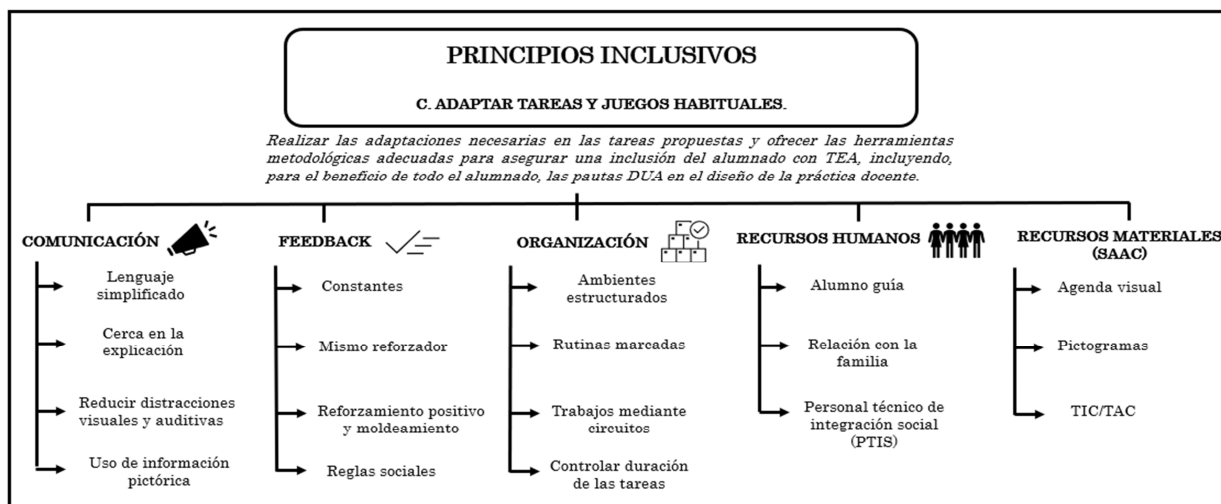 PRINCIPIOS INCLUSIVOS
C. ADAPTAR TAREAS Y JUEGOS HABITUALES.
Realizar las adaptaciones necesarias en las tareas propuestas y ofrecer las herramientas
metodológicas adecuadas para asegurar una inclusión del alumnado con TEA, incluyendo,
para el beneficio de todo el alumnado, las pautas DUA en el diseño de la práctica docente.
COMUNICACIÓN
Lenguaje
simplificado
Cerca en la
explicación
Reducir distracciones
visuales y auditivas
Uso de información
pictórica
FEEDBACK
Constantes
Mismo reforzador
Reforzamiento positivo
y moldeamiento
Reglas sociales
ORGANIZACIÓN
Ambientes
estructurados
Rutinas marcadas
Trabajos mediante
circuitos
Controlar duración
de las tareas
RECURSOS HUMANOS
Alumno guía
Relación con la
familia
Personal técnico de
integración social
(PTIS)
RECURSOS MATERIALES
(SAAC)
Agenda visual
Pictogramas
TIC/TAC